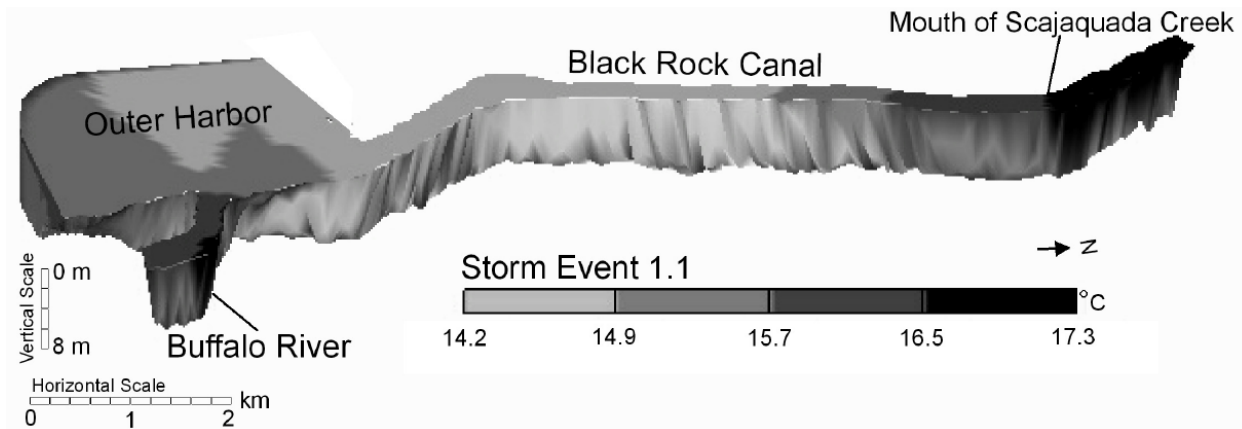 Mouth of Scajaquada Creek
Black Rock Canal
Outer Harbor
N
Storm Event 1.1
°C
14.2 14.9 15.7 16.5 17.3
Vertical Scale
0 m
8 m
Buffalo River
Horizontal Scale
km
0 1 2